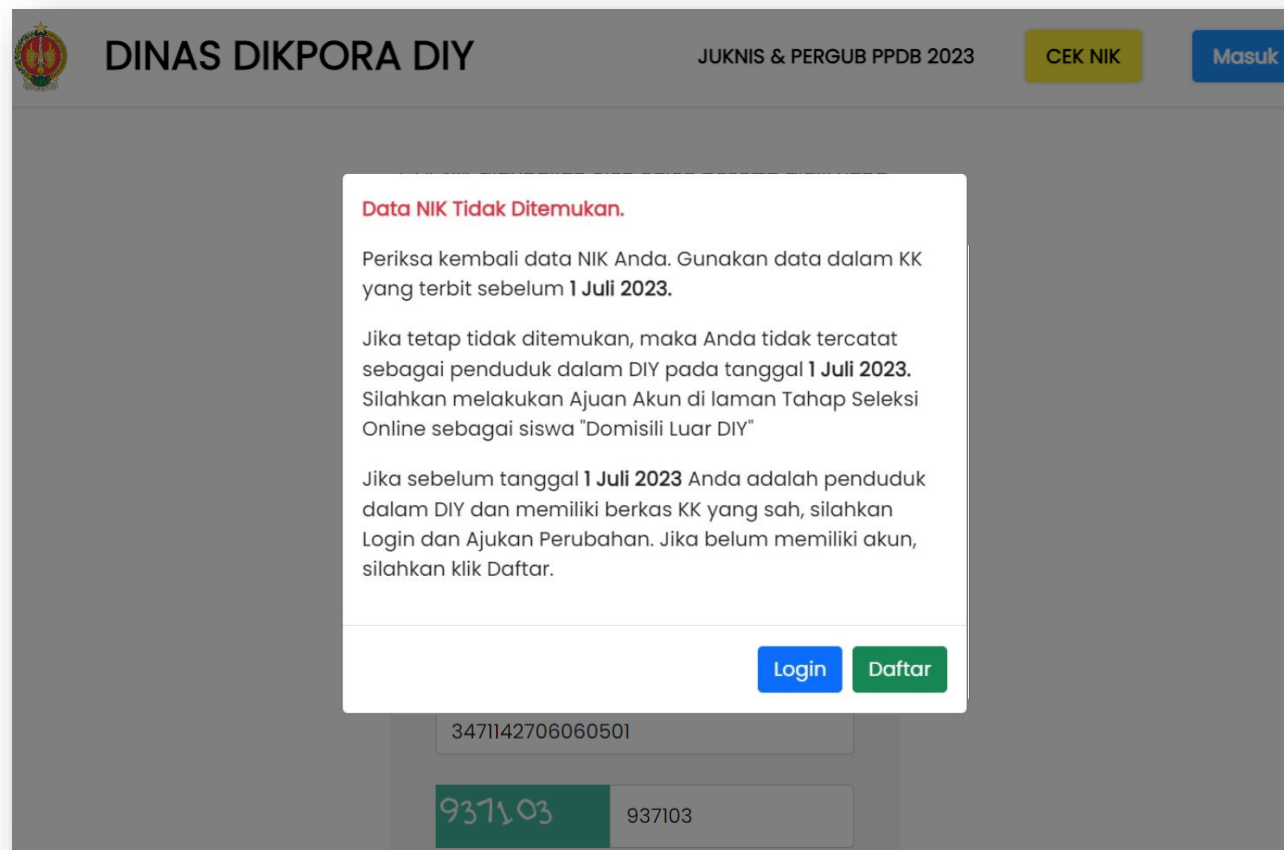 DINAS DIKPORA DIY
JUKNIS & PERGUB PPDB 2023
CEK NIK
Masuk
Data NIK Tidak Ditemukan.
Periksa kembali data NIK Anda. Gunakan data dalam KK
yang terbit sebelum 1 Juli 2023.
Jika tetap tidak ditemukan, maka Anda tidak tercatat
sebagai penduduk dalam DIY pada tanggal 1 Juli 2023.
Silahkan melakukan Ajuan Akun di laman Tahap Seleksi
Online sebagai siswa "Domisili Luar DIY"
Jika sebelum tanggal 1 Juli 2023 Anda adalah penduduk
dalam DIY dan memiliki berkas KK yang sah, silahkan
Login dan Ajukan Perubahan. Jika belum memiliki akun,
silahkan klik Daftar.
Login
Daftar
3471142706060501
937103
937103